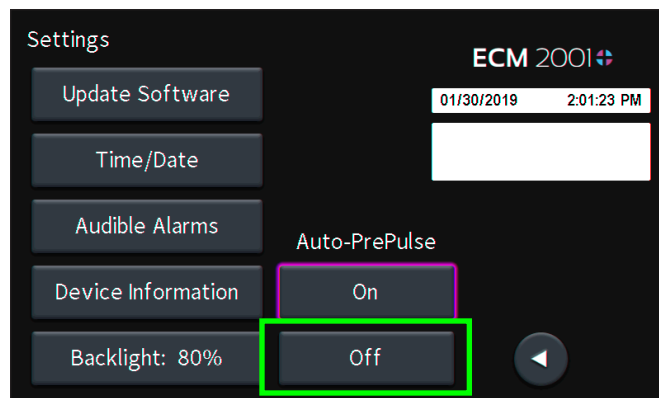 Settings
ECM 2001
Update Software
01/30/2019 2:01:23 PM
Time/Date
Audible Alarms
Auto-PrePulse
Device Information
On
Backlight: 80%
Off